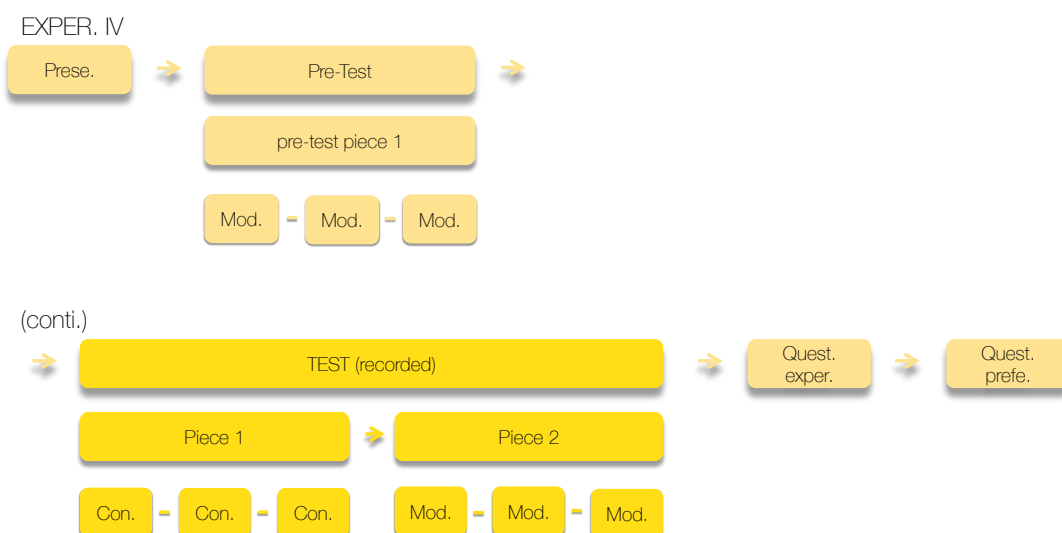 EXPER. IV
Prese.
Pre-Test
pre-test piece 1
Mod.
Mod.
Mod.
(conti.)
TEST (recorded)
Quest.
exper.
Quest.
prefe.
Piece 1
Piece 2
Con.
Con.
Con.
Mod.
Mod.
Mod.